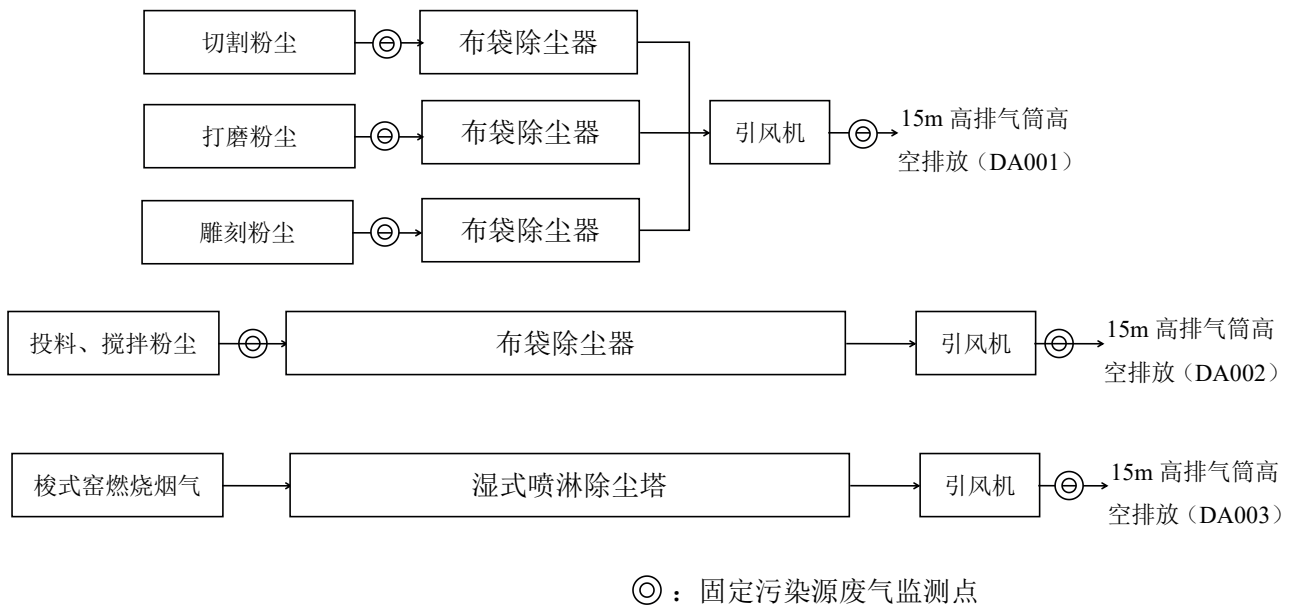 切割粉尘
布袋除尘器
打磨粉尘
布袋除尘器
引风机
15m 高排气筒高
空排放（DA001）
雕刻粉尘
布袋除尘器
投料、搅拌粉尘
布袋除尘器
引风机
15m 高排气筒高
空排放（DA002）
梭式窑燃烧烟气
湿式喷淋除尘塔
引风机
15m 高排气筒高
空排放（DA003）
◎：固定污染源废气监测点